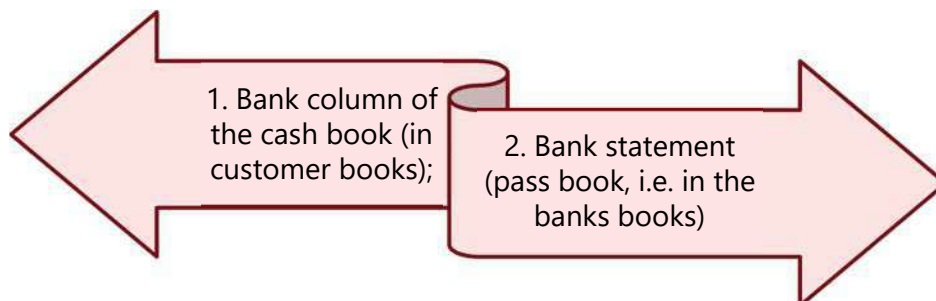 1. Bank column of
the cash book (in
customer books);
2. Bank statement
(pass book, i.e. in the
banks books)